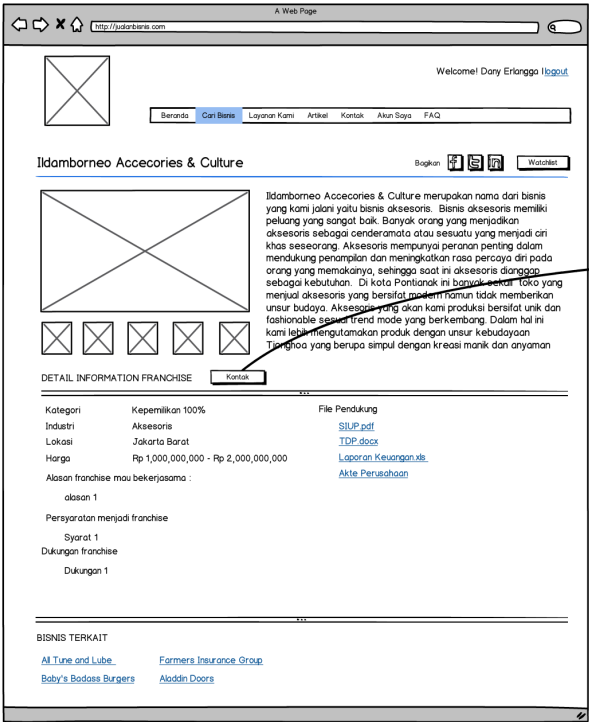 A Web Page
http://jualanbisnis.com
Welcome! Dany Erlangga |logout
Beranda Cari Bisnis Layanan Kami Artikel Kontak Akun Saya FAQ
Ildamborneo Accecories & Culture
Bagikan
Watchlist
Ildamborneo Accecories & Culture merupakan nama dari bisnis
yang kami jalani yaitu bisnis aksesoris. Bisnis aksesoris memiliki
peluang yang sangat baik. Banyak orang yang menjadikan
aksesoris sebagai cenderamata atau sesuatu yang menjadi ciri
khas seseorang. Aksesoris mempunyai peranan penting dalam
mendukung penampilan dan meningkatkan rasa percaya diri pada
orang yang memakainya, sehingga saat ini aksesoris dianggap
sebagai kebutuhan. Di kota Pontianak ini banyak sekali toko yang
menjual aksesoris yang bersifat modern namun tidak memberikan
unsur budaya. Aksesoris yang akan kami produksi bersifat unik dan
fashionable sesuai trend mode yang berkembang. Dalam hal ini
kami lebih mengutamakan produk dengan unsur kebudayaan
Tionghoa yang berupa simpul dengan kreasi manik dan anyaman
DETAIL INFORMATION FRANCHISE
Kontak
Kategori Kepemilikan 100%
Industri Aksesoris
Lokasi Jakarta Barat
Harga Rp 1,000,000,000 - Rp 2,000,000,000
Alasan franchise mau bekerjasama :
alasan 1
Persyaratan menjadi franchise
Syarat 1
Dukungan franchise
Dukungan 1
File Pendukung
SIUP.pdf
TDP.docx
Laporan Keuangan.xls
Akte Perusahaan
BISNIS TERKAIT
All Tune and Lube Farmers Insurance Group
Baby's Badass Burgers Aladdin Doors